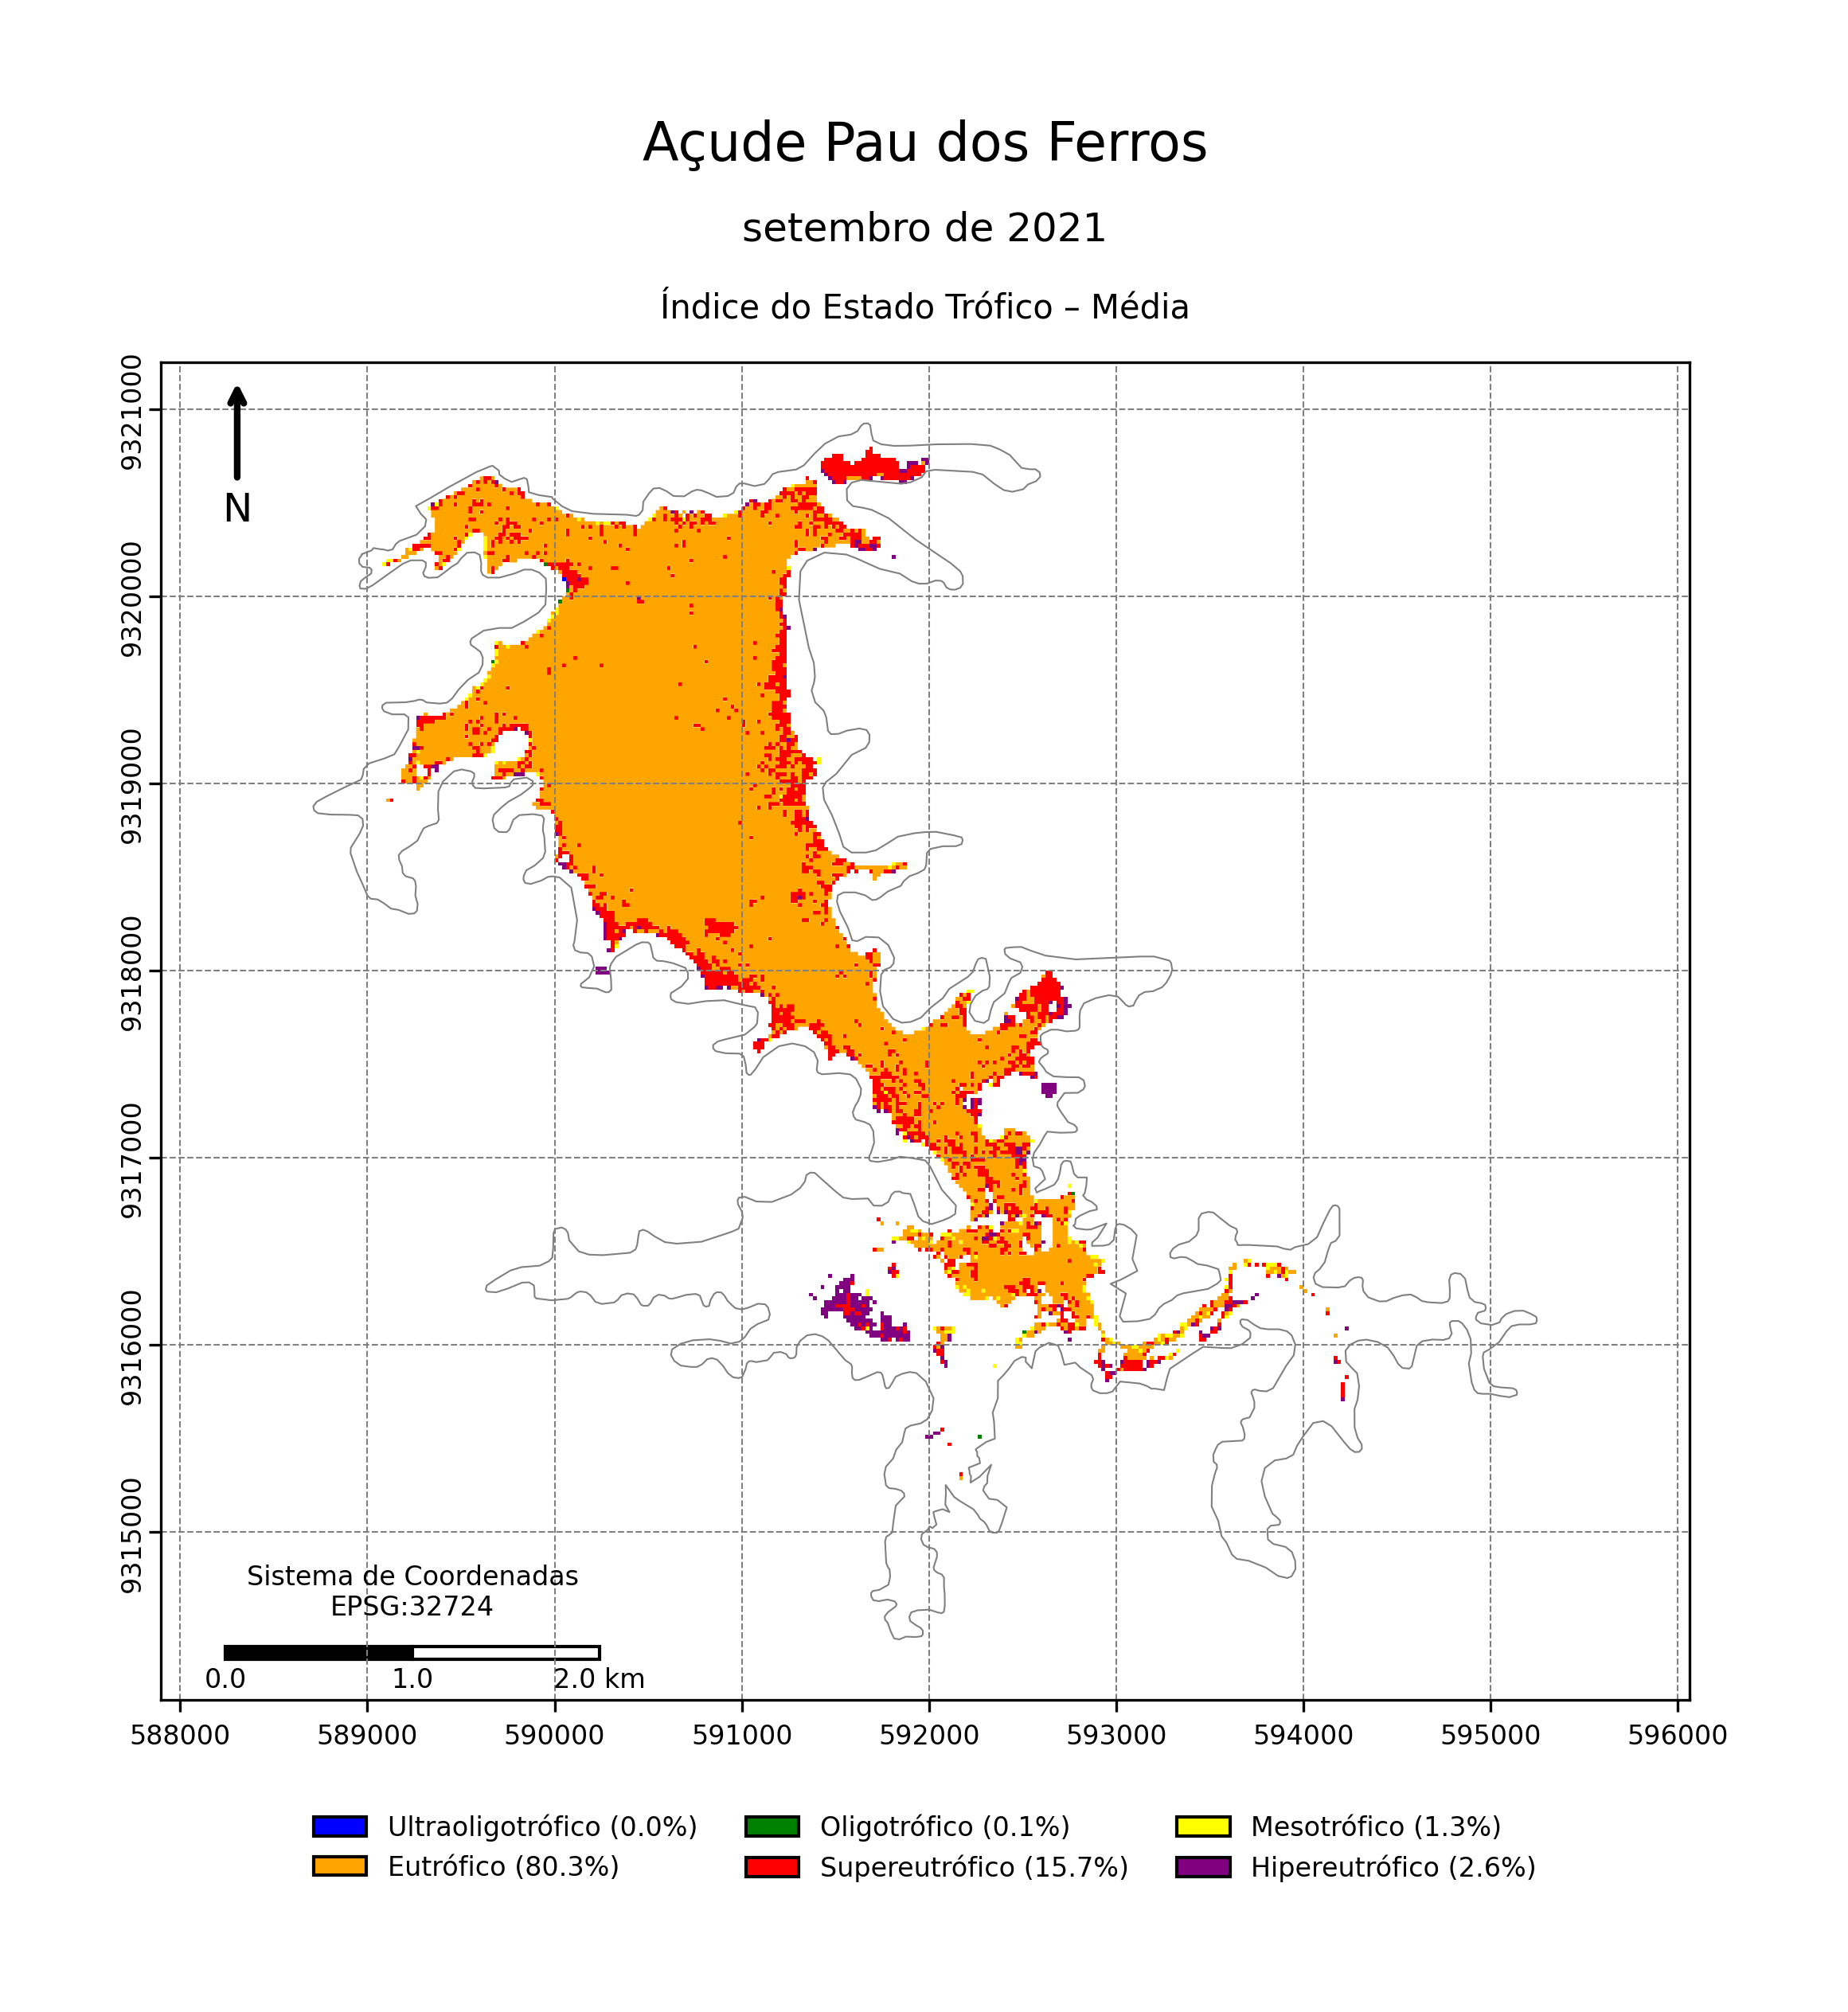 Açude Pau dos Ferros
setembro de 2021
Índice do Estado Trófico – Média
9321000
9320000
9319000
9318000
9317000
9316000
9315000
N
Sistema de Coordenadas
EPSG:32724
0.0 1.0 2.0 km
588000 589000 590000 591000 592000 593000 594000 595000 596000
Ultraoligotrófico (0.0%) Oligotrófico (0.1%) Mesotrófico (1.3%)
Eutrófico (80.3%) Supereutrófico (15.7%) Hipereutrófico (2.6%)